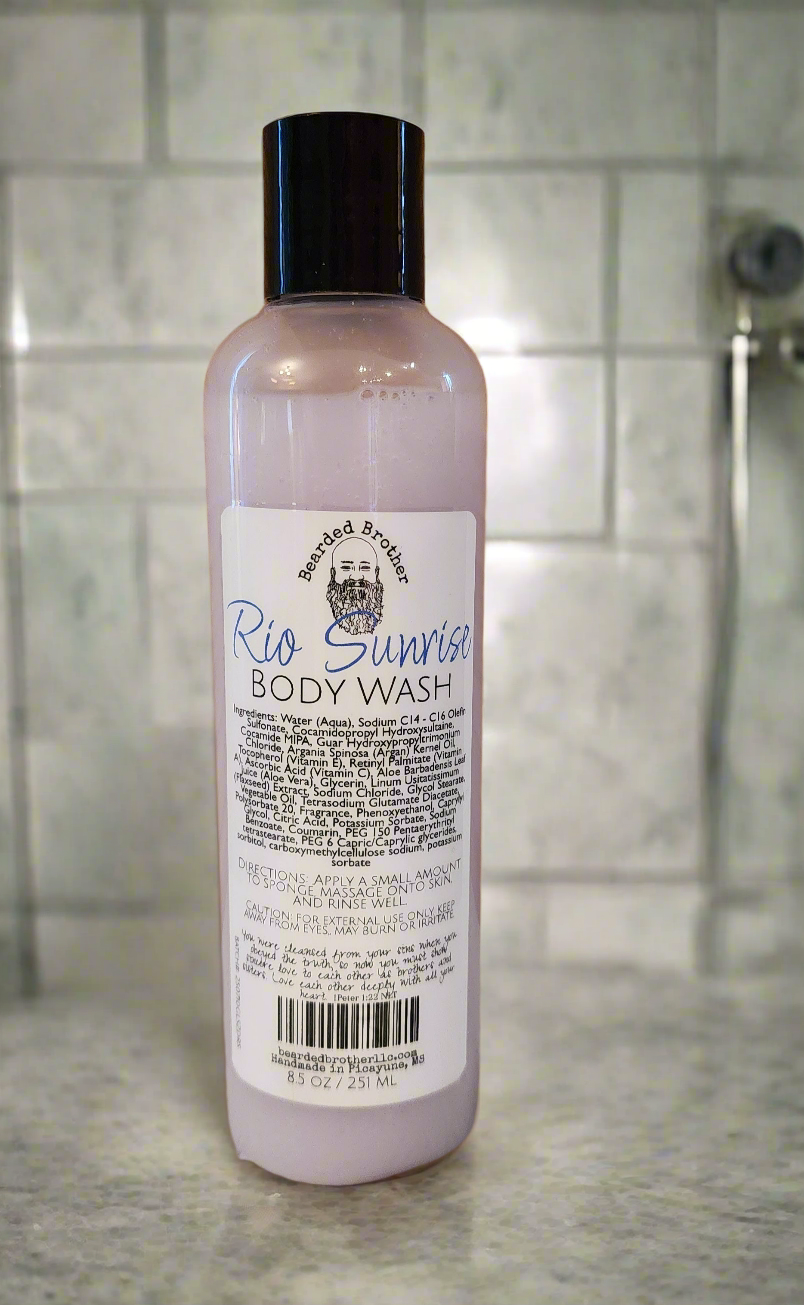 Bearded Brother
Rio Sunrise
BODY WASH
Ingredients: Water (Aqua), Sodium C14 - C16 Olefin
Sulfonate, Cocamidopropyl Hydroxysultaine,
Cocamide MIPA, Guar Hydroxypropyltrimonium
Chloride, Argania Spinosa (Argan) Kernel Oil,
Tocopherol (Vitamin E), Retinyl Palmitate (Vitamin
A), Ascorbic Acid (Vitamin C), Aloe Barbadensis Leaf
Juice (Aloe Vera), Glycerin, Linum Usitatissimum
(Flaxseed) Extract, Sodium Chloride, Glycol Stearate,
Vegetable Oil, Tetrasodium Glutamate Diacetate,
Polysorbate 20, Fragrance, Phenoxyethanol, Caprylyl
Glycol, Citric Acid, Potassium Sorbate, Sodium
Benzoate, Coumarin, PEG 150 Pentaerythrityl
tetrastearate, PEG 6 Capric/Caprylic glycerides,
sorbitol, carboxymethylcellulose sodium, potassium
sorbate
DIRECTIONS: APPLY A SMALL AMOUNT
TO SPONGE, MASSAGE ONTO SKIN,
AND RINSE WELL.
CAUTION: FOR EXTERNAL USE ONLY. KEEP
AWAY FROM EYES, MAY BURN OR IRRITATE
You were cleansed from your sins when you
obeyed the truth, so now you must show
sincere love to each other as brothers and
sisters. Love each other deeply with all your
heart. 1Peter 1:22 NLT
beardedbrotherllc.com
Handmade in Picayune, MS
8.5 OZ / 251 ML